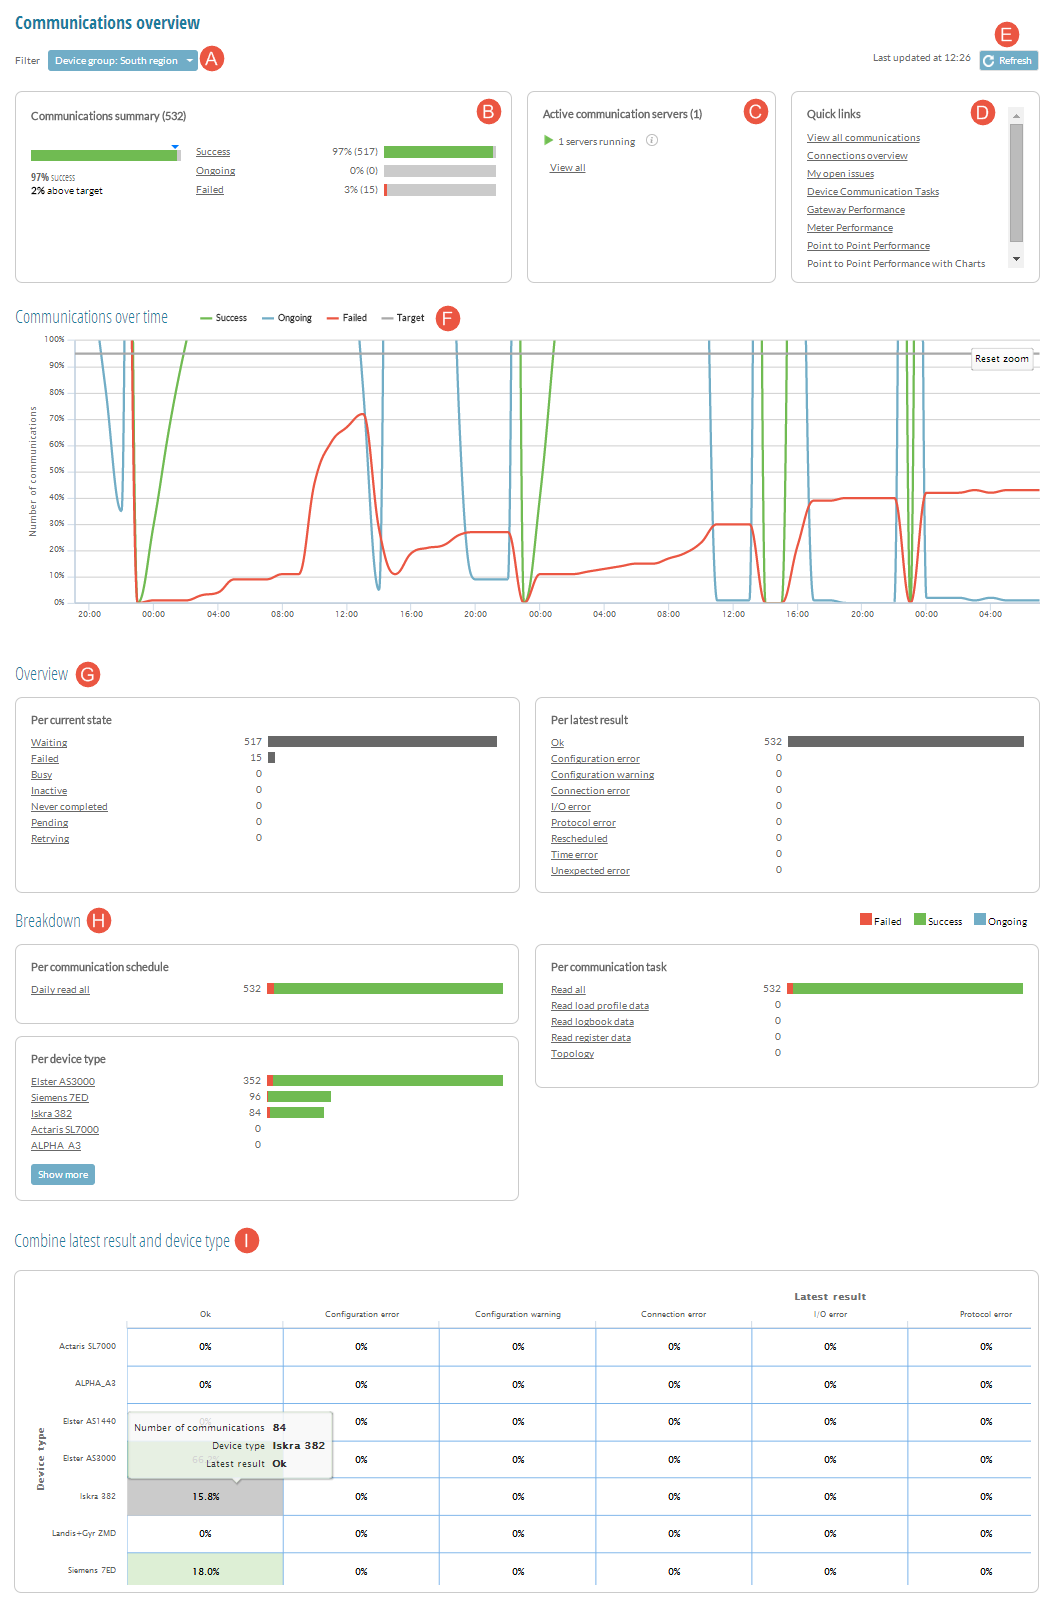 Communications overview
E
Filter Device group: South region A Last updated at 12:26 Refresh
Communications summary (532) B
97% success
2% above target
Success 97% (517)
Ongoing 0% (0)
Failed 3% (15)
Active communication servers (1) C
1 servers running
View all
Quick links D
View all communications
Connections overview
My open issues
Device Communication Tasks
Gateway Performance
Meter Performance
Point to Point Performance
Point to Point Performance with Charts
Communications over time Success Ongoing Failed Target F
Reset zoom
Number of communications
100%
90%
80%
70%
60%
50%
40%
30%
20%
10%
0%
20:00 00:00 04:00 08:00 12:00 16:00 20:00 00:00 04:00 08:00 12:00 16:00 20:00 00:00 04:00
Overview G
Per current state
Waiting 517
Failed 15
Busy 0
Inactive 0
Never completed 0
Pending 0
Retrying 0
Per latest result
Ok 532
Configuration error 0
Configuration warning 0
Connection error 0
I/O error 0
Protocol error 0
Rescheduled 0
Time error 0
Unexpected error 0
Breakdown H Failed Success Ongoing
Per communication schedule
Daily read all 532
Per communication task
Read all 532
Read load profile data 0
Read logbook data 0
Read register data 0
Topology 0
Per device type
Elster AS3000 352
Siemens 7ED 96
Iskra 382 84
Actaris SL7000 0
ALPHA_A3 0
Show more
Combine latest result and device type I
Latest result
Ok Configuration error Configuration warning Connection error I/O error Protocol error
Device type
Actaris SL7000 0% 0% 0% 0% 0% 0%
ALPHA_A3 0% 0% 0% 0% 0% 0%
Elster AS1440 0% 0% 0% 0% 0% 0%
Elster AS3000 0% 0% 0% 0% 0%
Iskra 382 15.8% 0% 0% 0% 0% 0%
Landis+Gyr ZMD 0% 0% 0% 0% 0% 0%
Siemens 7ED 18.0% 0% 0% 0% 0% 0%
Number of communications 84
Device type Iskra 382
Latest result Ok